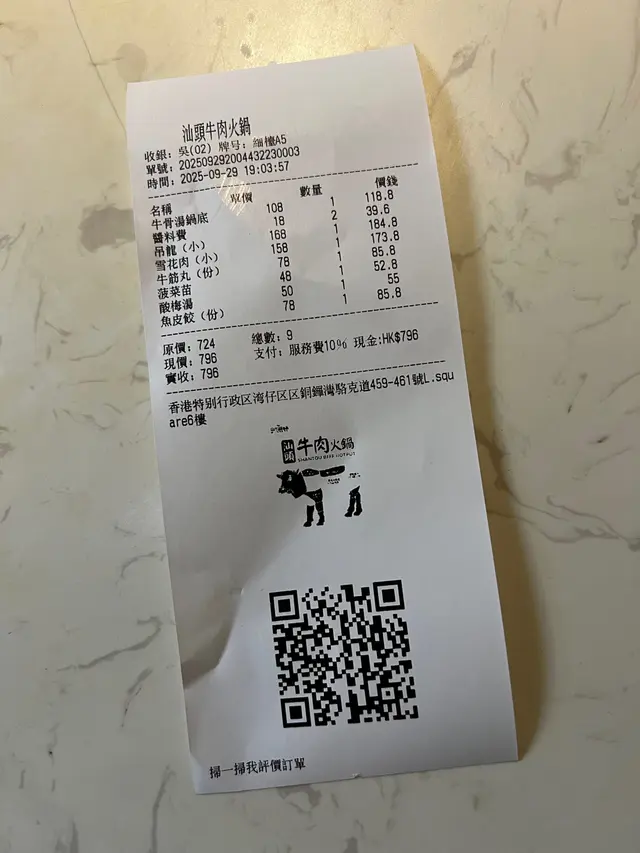 汕頭牛肉火鍋
收銀: 吳(02) 牌号: 緬樓A5
單號: 202509292004432230003
時間: 2025-09-29 19:03:57
名稱 單價 數量 價錢
牛骨湯鍋底 108 1 118.8
醬料費 18 2 39.6
吊龍（小） 168 1 184.8
雪花肉（小） 158 1 173.8
牛筋丸（份） 78 1 85.8
菠菜苗 48 1 52.8
酸梅湯 50 1 55
魚皮餃（份） 78 1 85.8
原價: 724 總數: 9
現價: 796 支付: 服務費10% 現金:HK$796
實收: 796
香港特别行政区湾仔区区銅鑼灣駱克道459-461號L.squ
are6樓
汕頭 牛肉火鍋
SHANTOU BEEF HOTPOT
掃一掃我評價訂單